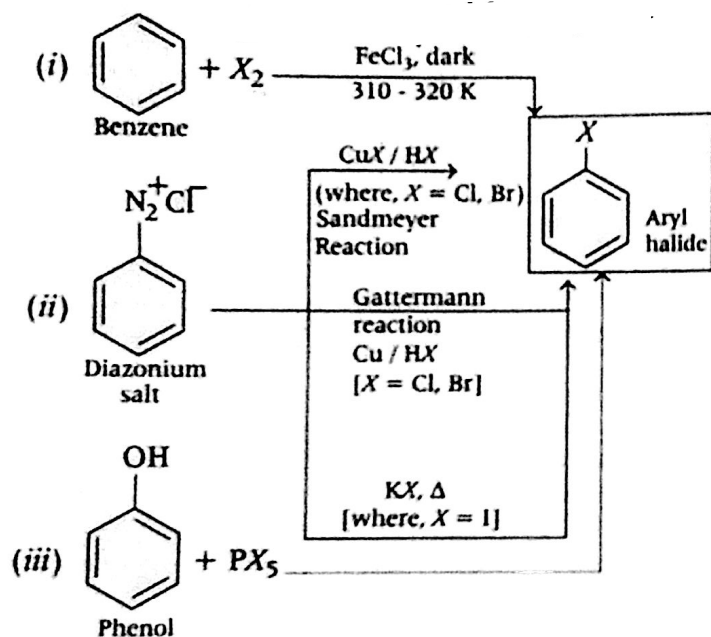 (i) + X₂ FeCl₃, dark
310 - 320 K
Benzene
X
Aryl
halide
CuX / HX
(where, X = Cl, Br)
Sandmeyer
Reaction
N₂⁺Cl⁻
(ii)
Diazonium
salt
Gattermann
reaction
Cu / HX
[X = Cl, Br]
OH
KX, Δ
[where, X = I]
(iii) + PX₅
Phenol